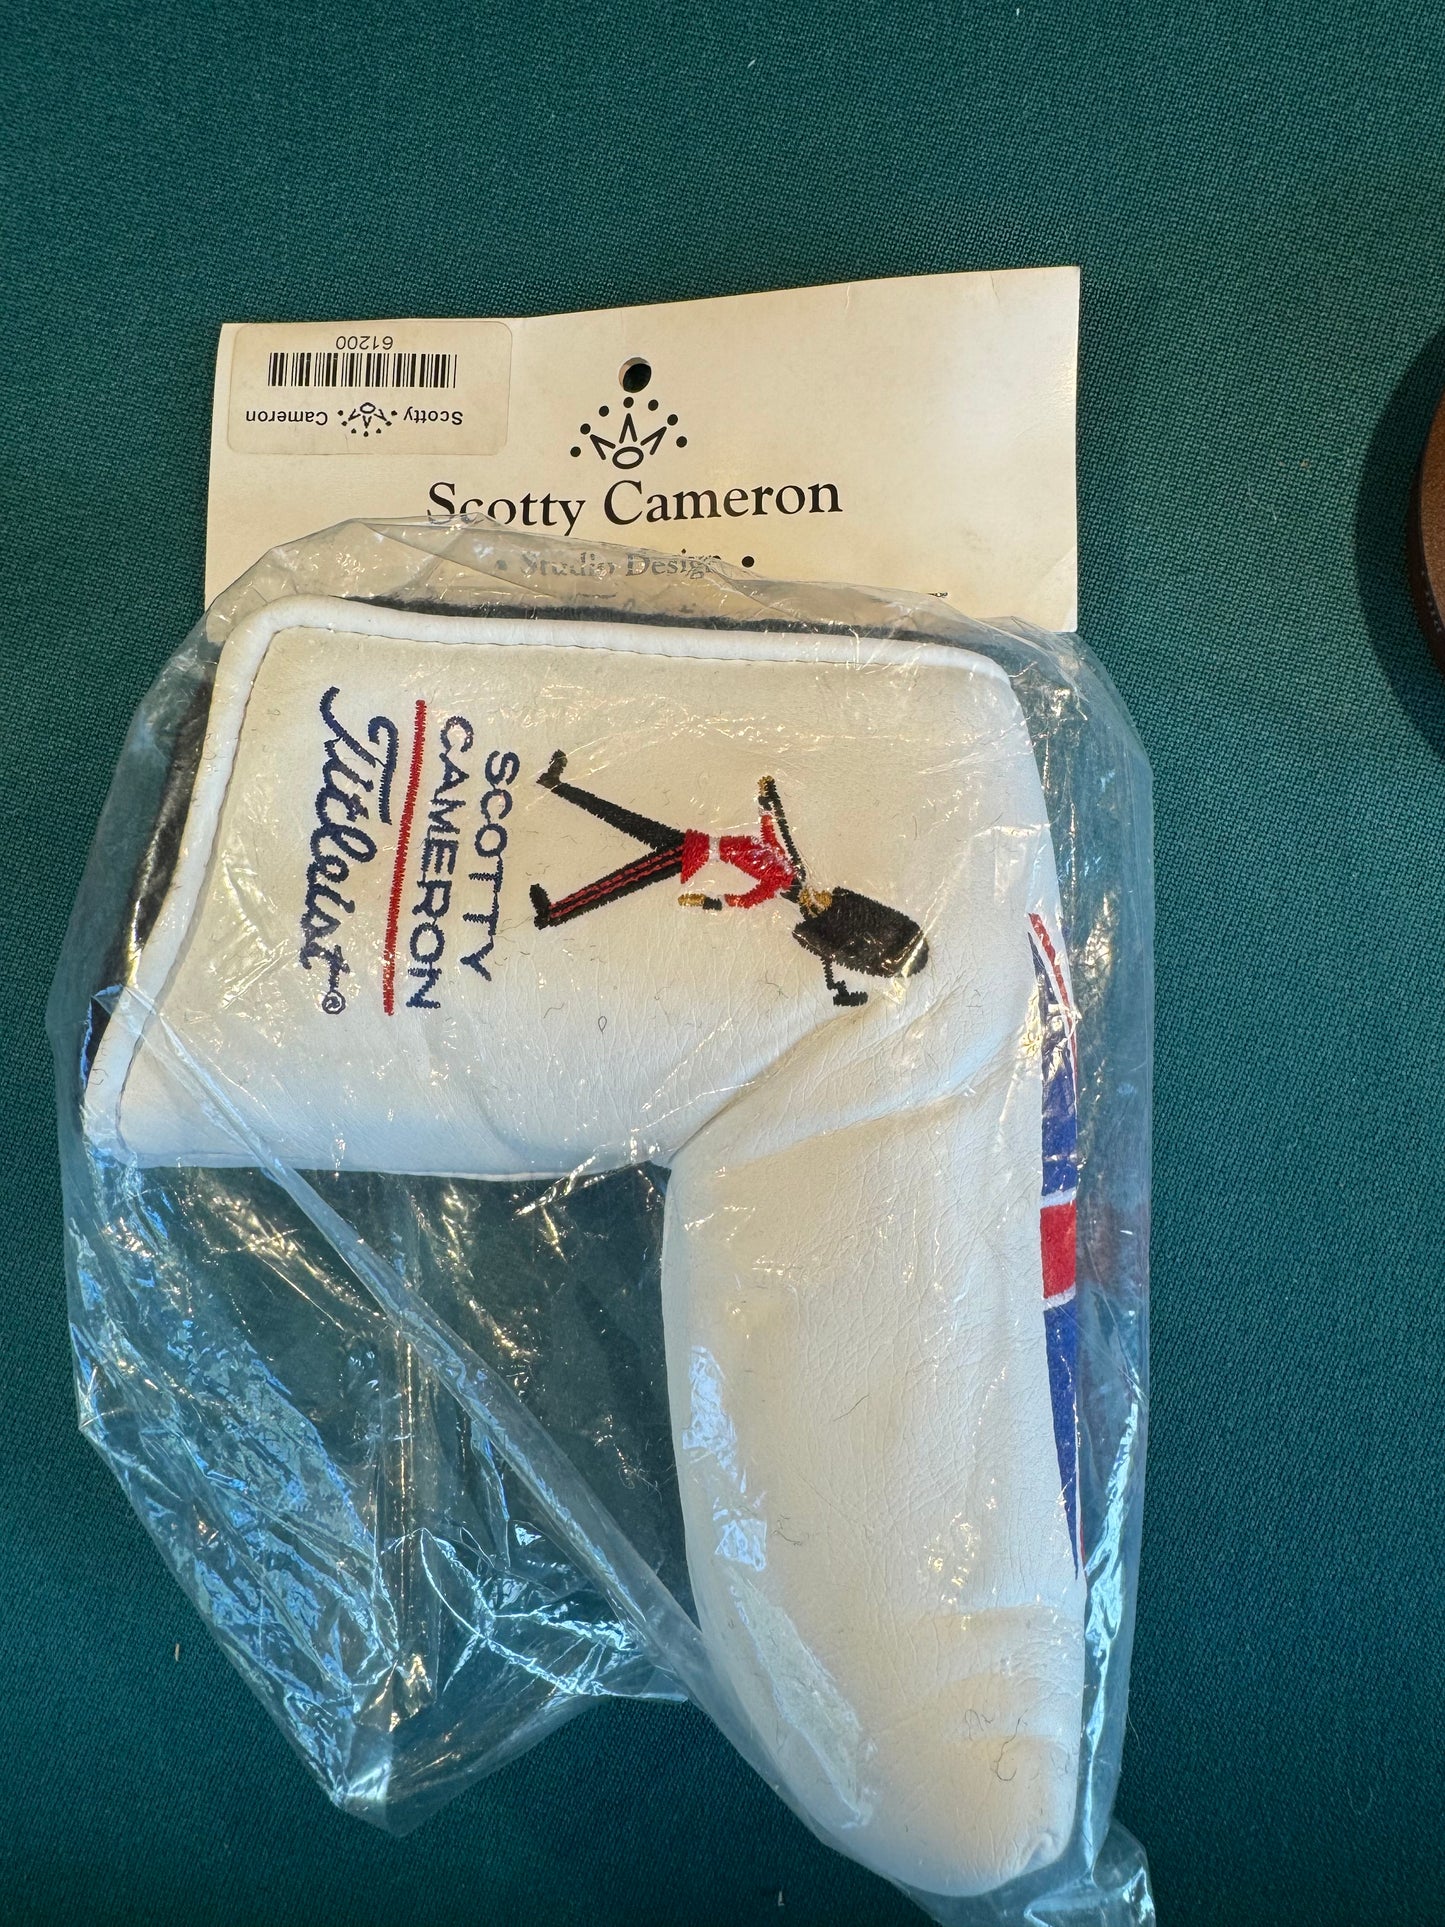 61200
Scotty Cameron
Scotty Cameron
• Studio Design •
SCOTTY
CAMERON
Titleist®